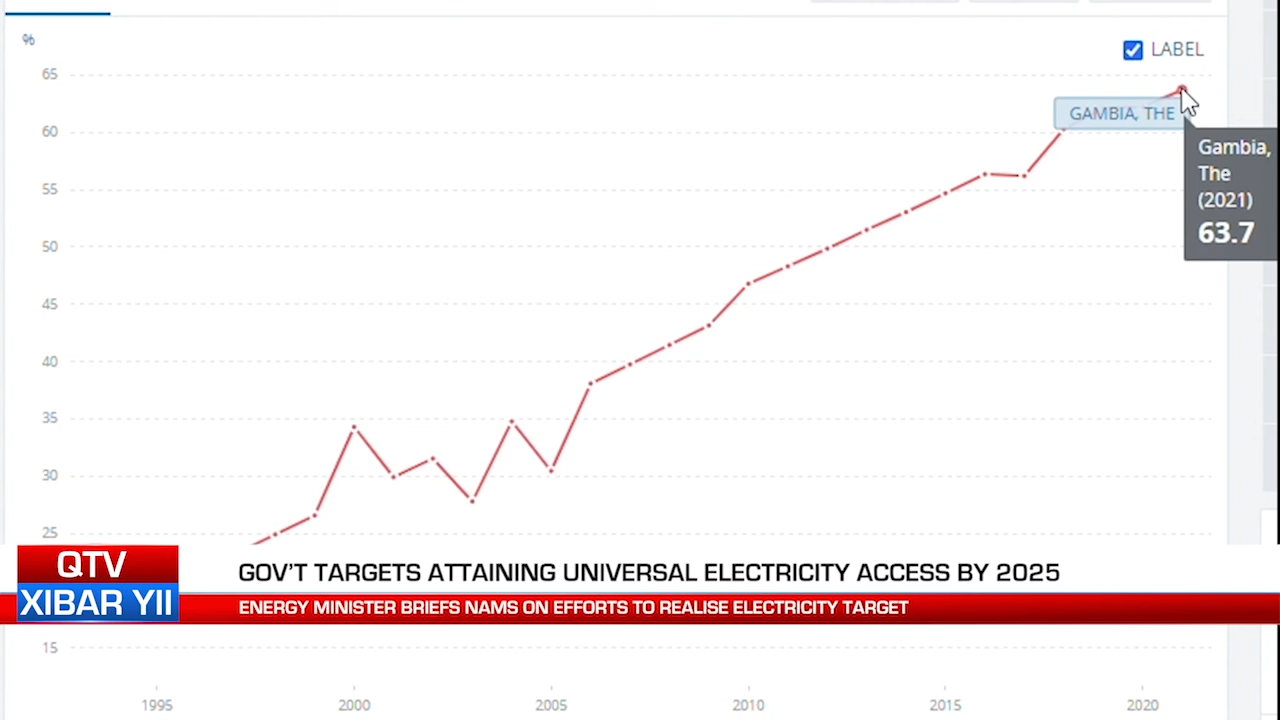 %
LABEL
65
60
55
50
45
40
35
30
25
15
GAMBIA, THE
Gambia,
The
(2021)
63.7
QTV
XIBAR YII
GOV'T TARGETS ATTAINING UNIVERSAL ELECTRICITY ACCESS BY 2025
ENERGY MINISTER BRIEFS NAMS ON EFFORTS TO REALISE ELECTRICITY TARGET
1995 2000 2005 2010 2015 2020